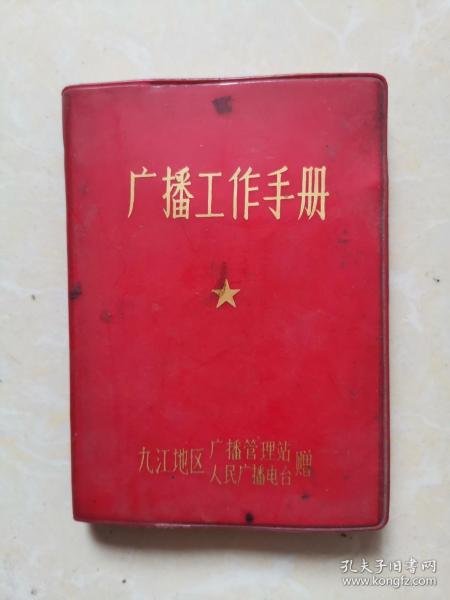 广播工作手册
九江地区 广播管理站 赠
人民广播电台
孔夫子旧书网
www.kongfz.com